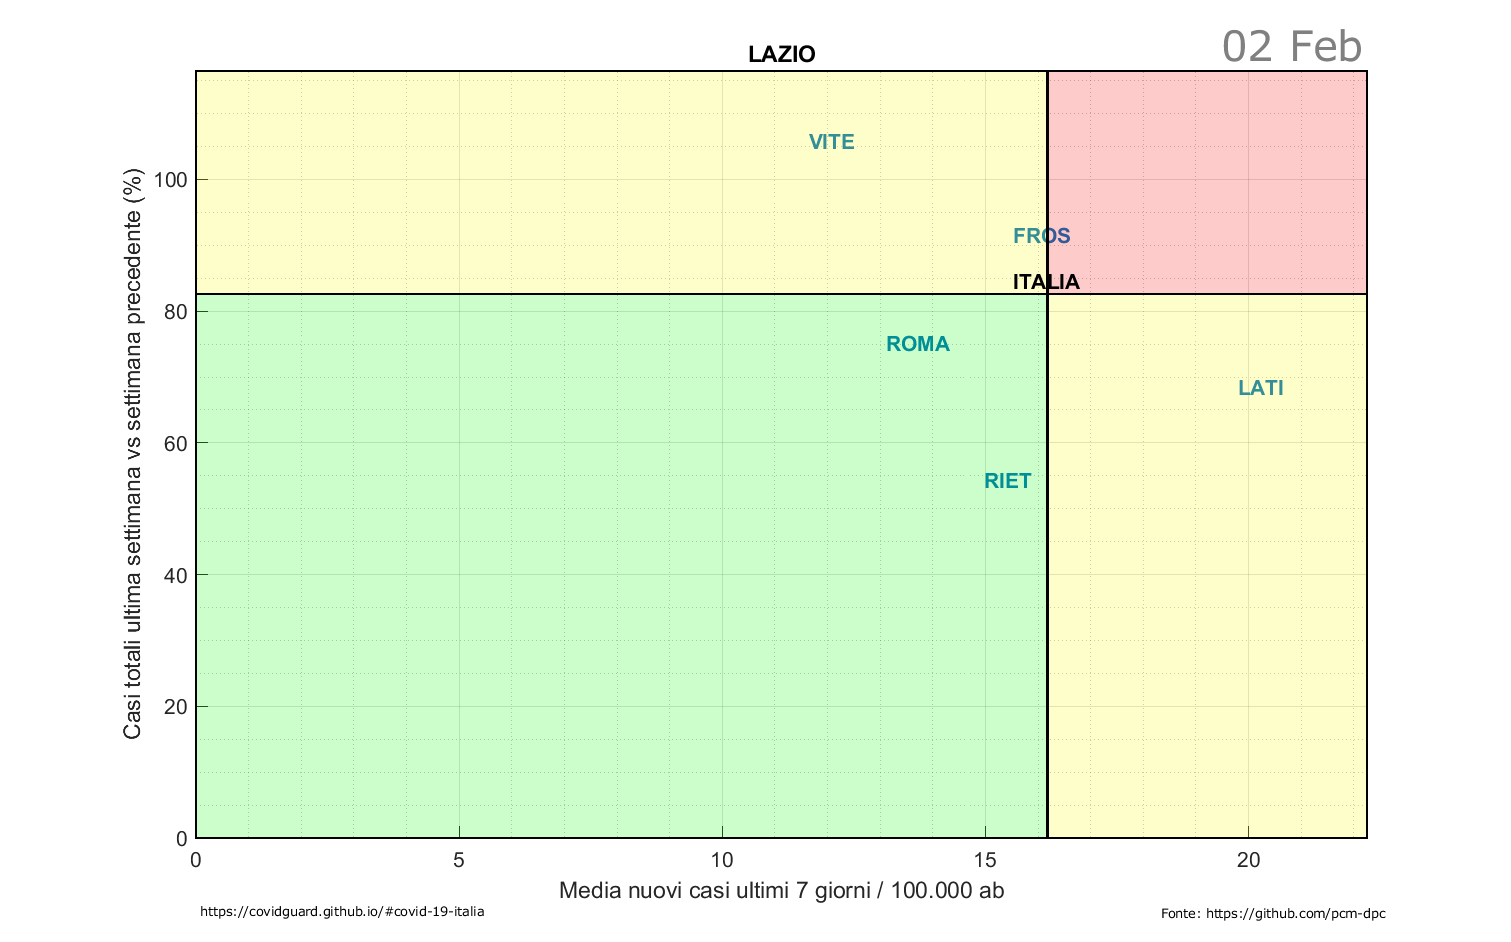 02 Feb
LAZIO
Casi totali ultima settimana vs settimana precedente (%)
100
80
60
40
20
0
VITE
FROS
ITALIA
ROMA
LATI
RIET
0 5 10 15 20
Media nuovi casi ultimi 7 giorni / 100.000 ab
https://covidguard.github.io/#covid-19-italia
Fonte: https://github.com/pcm-dpc